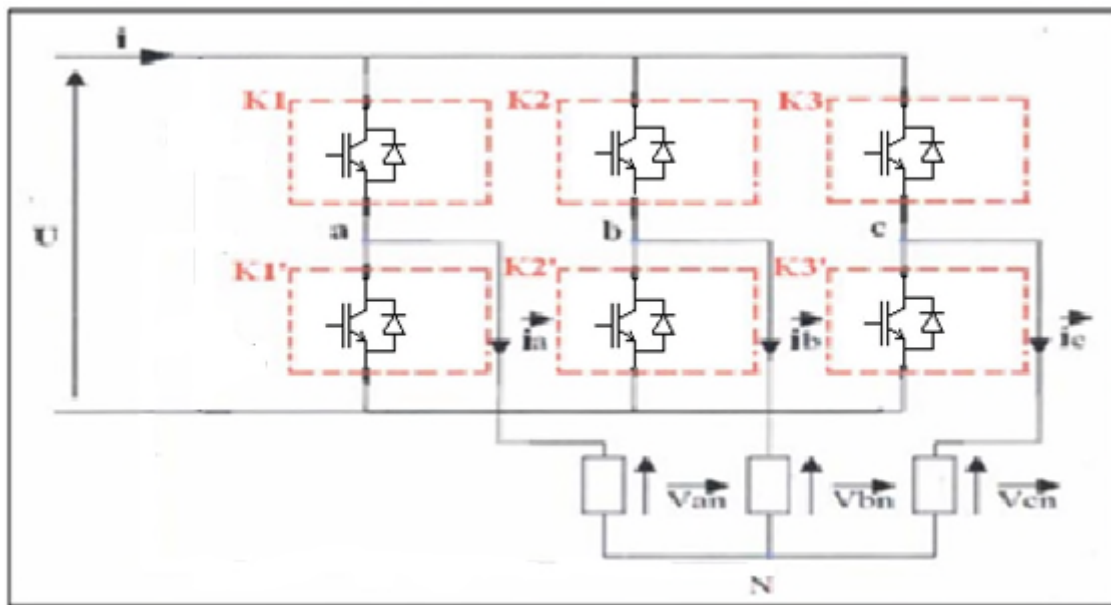 i
K1 K2 K3
U
a b c
K1' K2' K3'
ia ib ic
Van Vbn Vcn
N